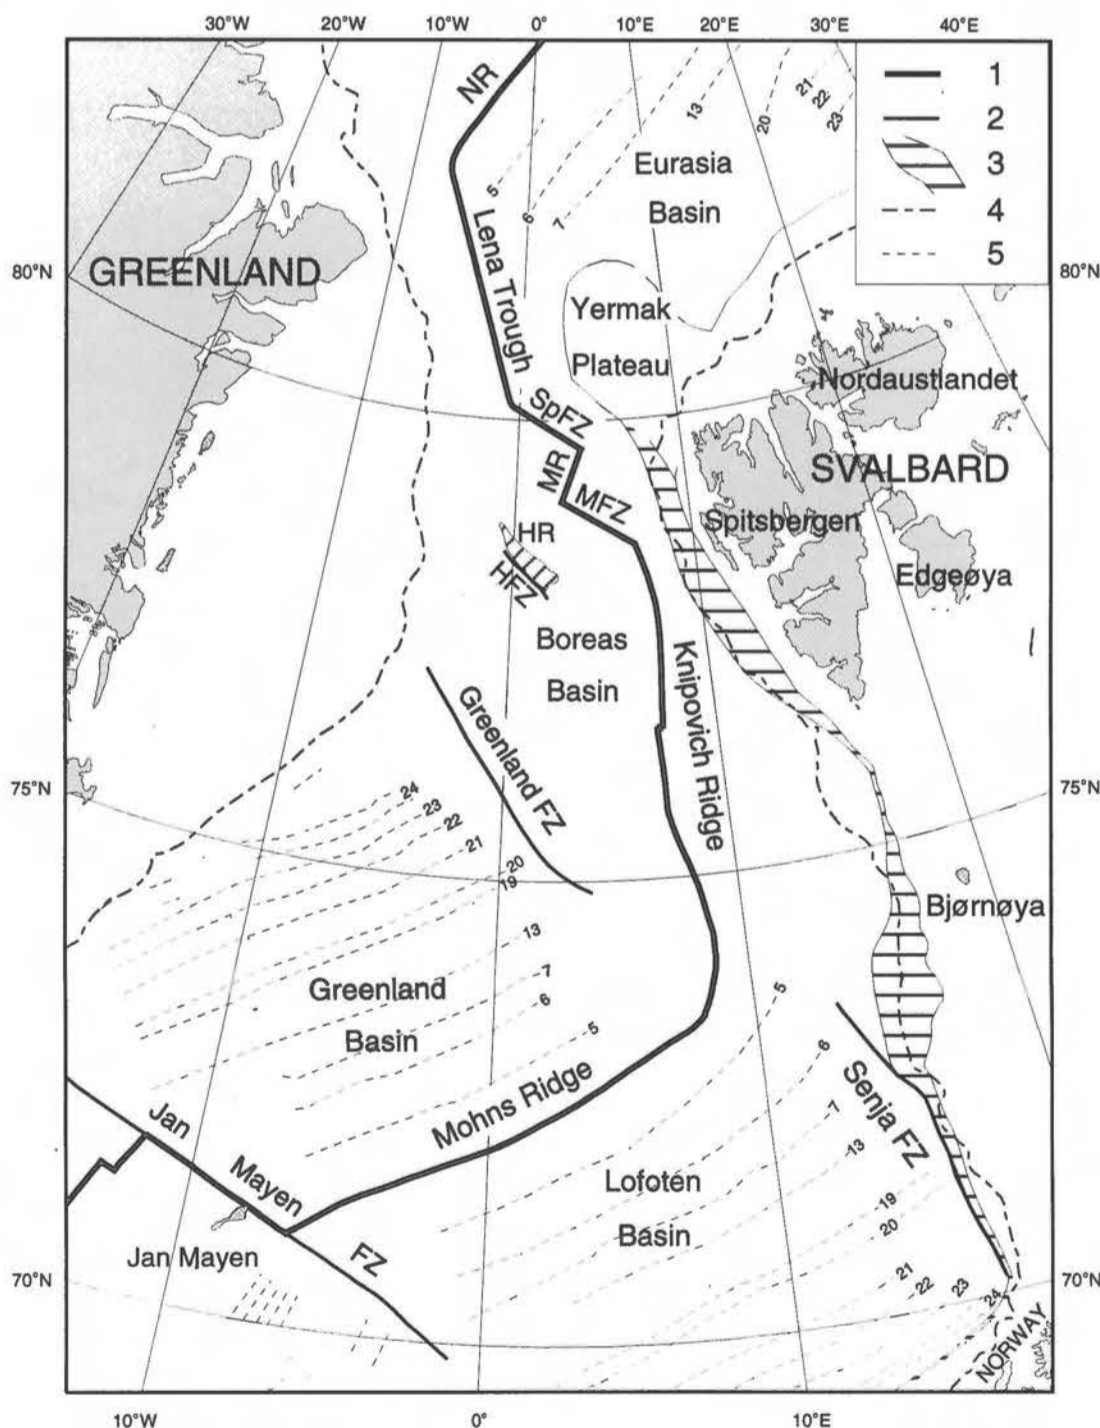 30°W 20°W 10°W 0° 10°E 20°E 30°E 40°E
NR
1
2
3
4
5
21
22
23
20
13
5
6
7
Eurasia
Basin
80°N
GREENLAND
Lena Trough
Yermak
Plateau
80°N
Nordaustlandet
SpFZ
MR
MFZ
SVALBARD
Spitsbergen
HR
HFZ
Edgeøya
Boreas
Basin
Greenland FZ
Knipovich Ridge
75°N
75°N
24
23
22
21
20
19
13
7
6
5
Bjørnøya
Greenland
Basin
Mohns Ridge
Senja FZ
5
6
7
13
19
20
21
22
23
24
Jan
Mayen
FZ
Lofoten
Basin
Jan Mayen
70°N
70°N
NORWAY
10°W 0° 10°E